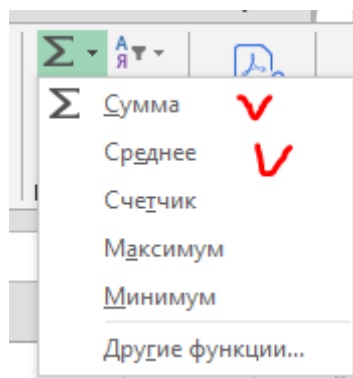 Σ А Я
Σ Сумма
Среднее
Счетчик
Максимум
Минимум
Другие функции...